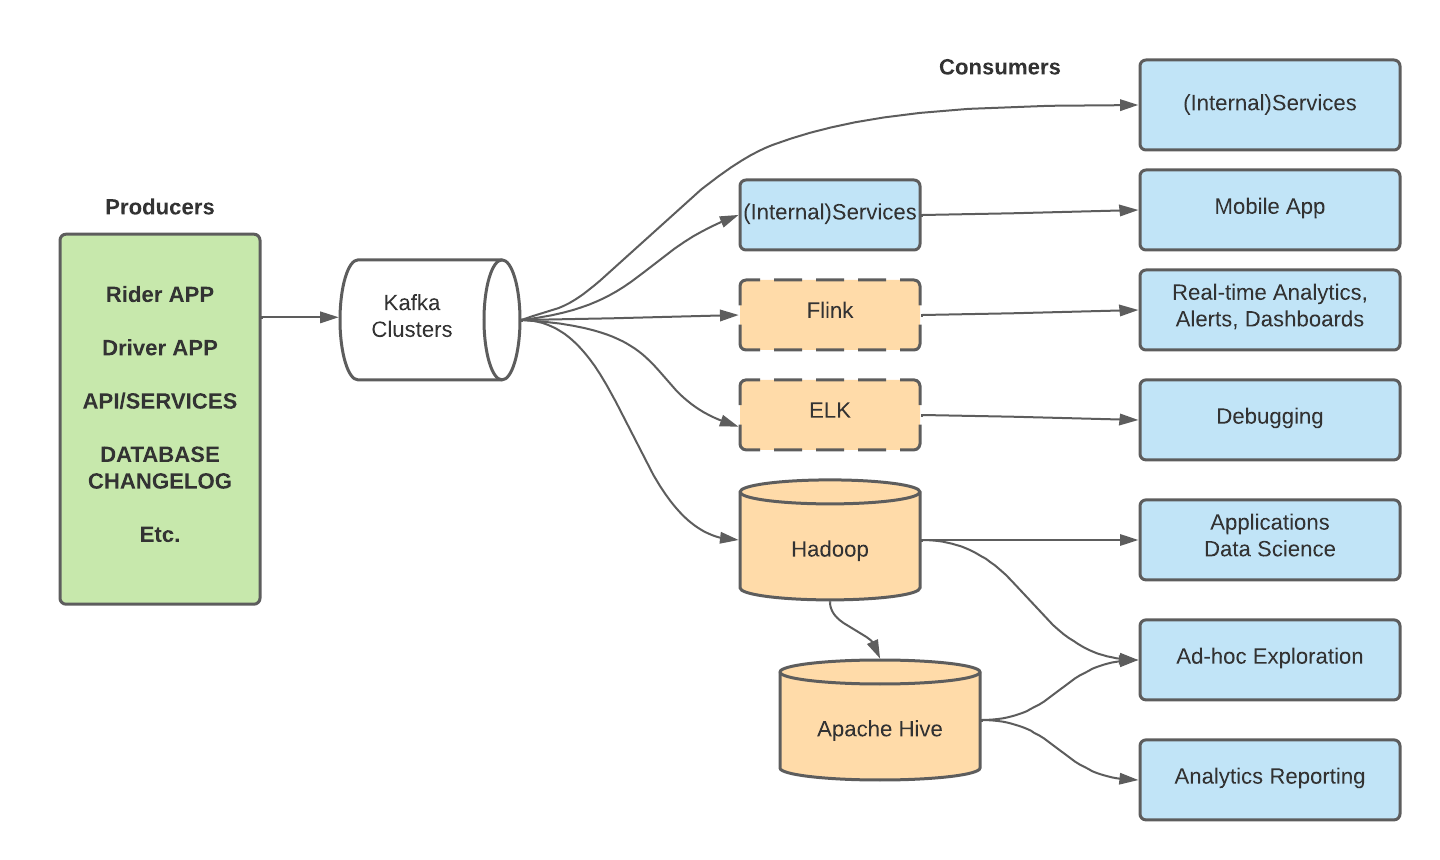 Consumers
(Internal)Services
Producers
Rider APP
Driver APP
API/SERVICES
DATABASE
CHANGELOG
Etc.
Kafka
Clusters
(Internal)Services
Mobile App
Flink
Real-time Analytics,
Alerts, Dashboards
ELK
Debugging
Hadoop
Applications
Data Science
Apache Hive
Ad-hoc Exploration
Analytics Reporting